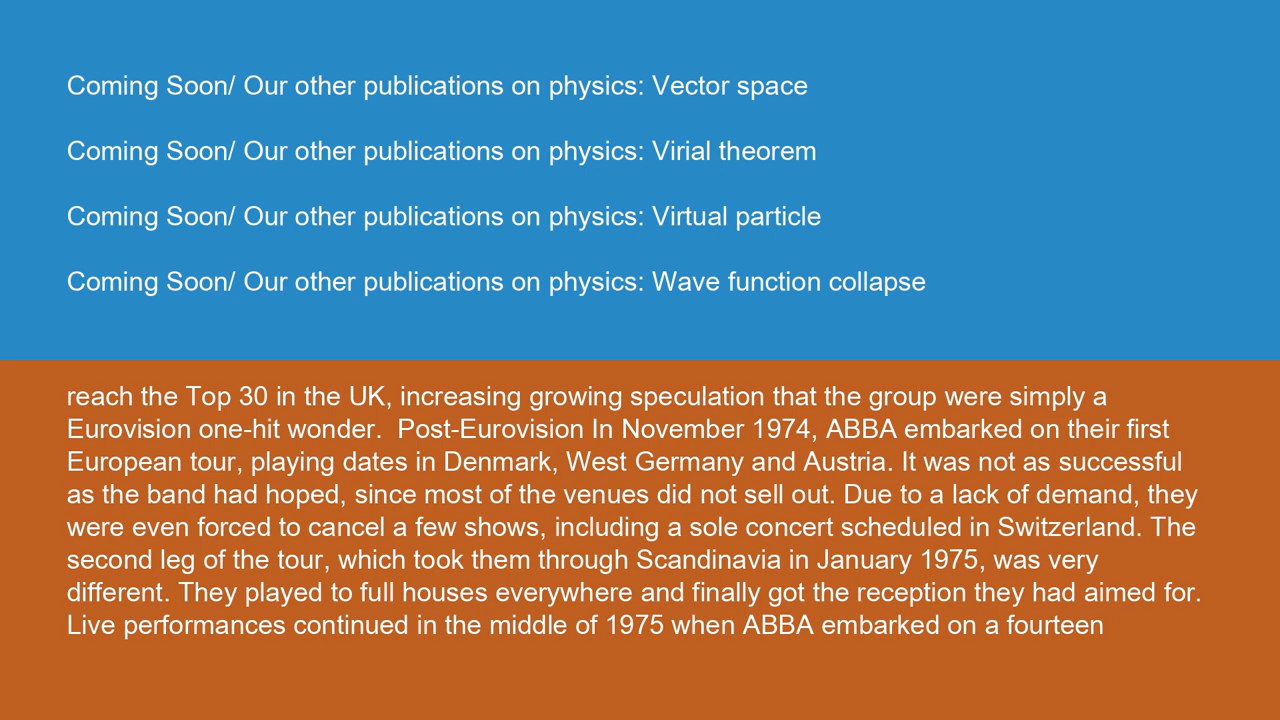 Coming Soon/ Our other publications on physics: Vector space
Coming Soon/ Our other publications on physics: Virial theorem
Coming Soon/ Our other publications on physics: Virtual particle
Coming Soon/ Our other publications on physics: Wave function collapse
reach the Top 30 in the UK, increasing growing speculation that the group were simply a
Eurovision one-hit wonder.  Post-Eurovision In November 1974, ABBA embarked on their first
European tour, playing dates in Denmark, West Germany and Austria. It was not as successful
as the band had hoped, since most of the venues did not sell out. Due to a lack of demand, they
were even forced to cancel a few shows, including a sole concert scheduled in Switzerland. The
second leg of the tour, which took them through Scandinavia in January 1975, was very
different. They played to full houses everywhere and finally got the reception they had aimed for.
Live performances continued in the middle of 1975 when ABBA embarked on a fourteen